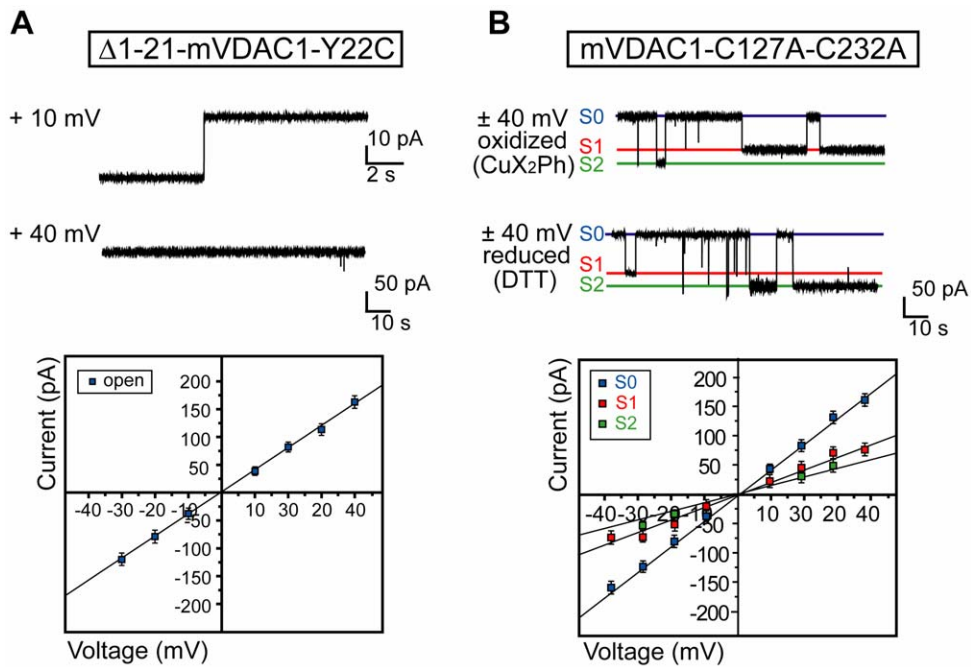 A
Δ1-21-mVDAC1-Y22C
+ 10 mV
10 pA
2 s
+ 40 mV
50 pA
10 s
Current (pA)
open
200
150
100
50
-40 -30 -20 -10
10 30 20 40
-50
-100
-150
-200
Voltage (mV)
B
mVDAC1-C127A-C232A
± 40 mV
oxidized
(CuX2Ph)
S0
S1
S2
± 40 mV
reduced
(DTT)
S0
S1
S2
50 pA
10 s
Current (pA)
S0
S1
S2
200
150
100
50
-40 -30 -20 -10
10 30 20 40
-50
-100
-150
-200
Voltage (mV)